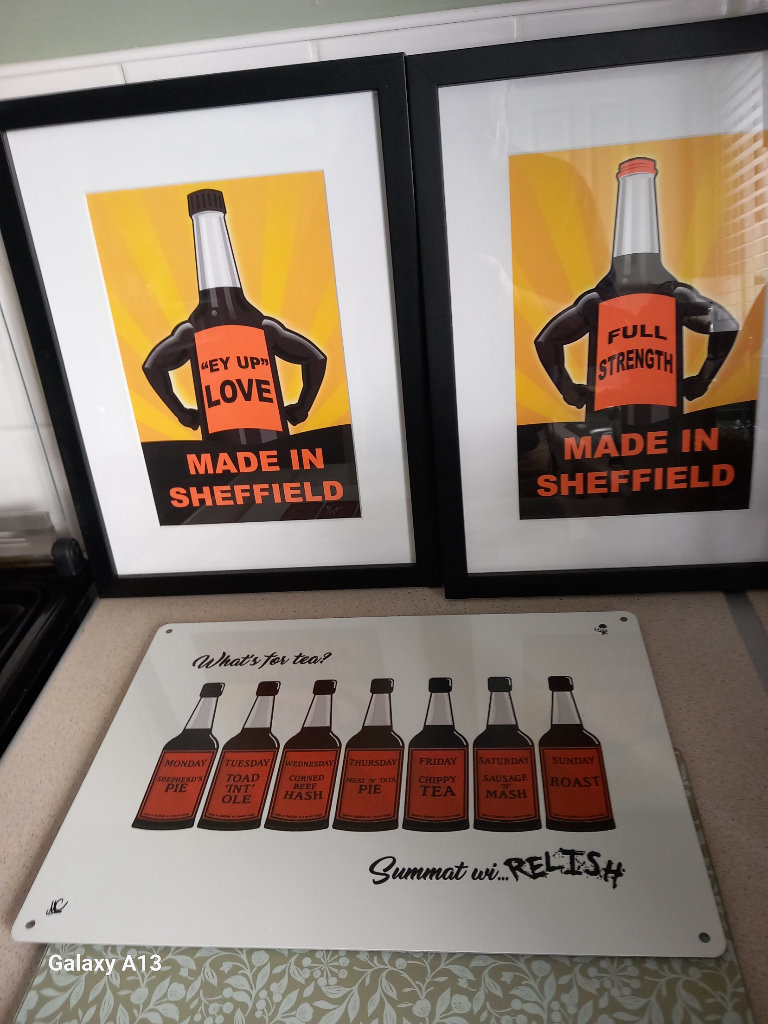 “EY UP”
LOVE
MADE IN
SHEFFIELD
FULL
STRENGTH
MADE IN
SHEFFIELD
What's for tea?
MONDAY
SHEPHERD'S
PIE
TUESDAY
TOAD
'INT'
OLE
WEDNESDAY
CORNED
BEEF
HASH
THURSDAY
MEAT 'N' TATA
PIE
FRIDAY
CHIPPY
TEA
SATURDAY
SAUSAGE
'N'
MASH
SUNDAY
ROAST
Summat wi... RELISH
Galaxy A13